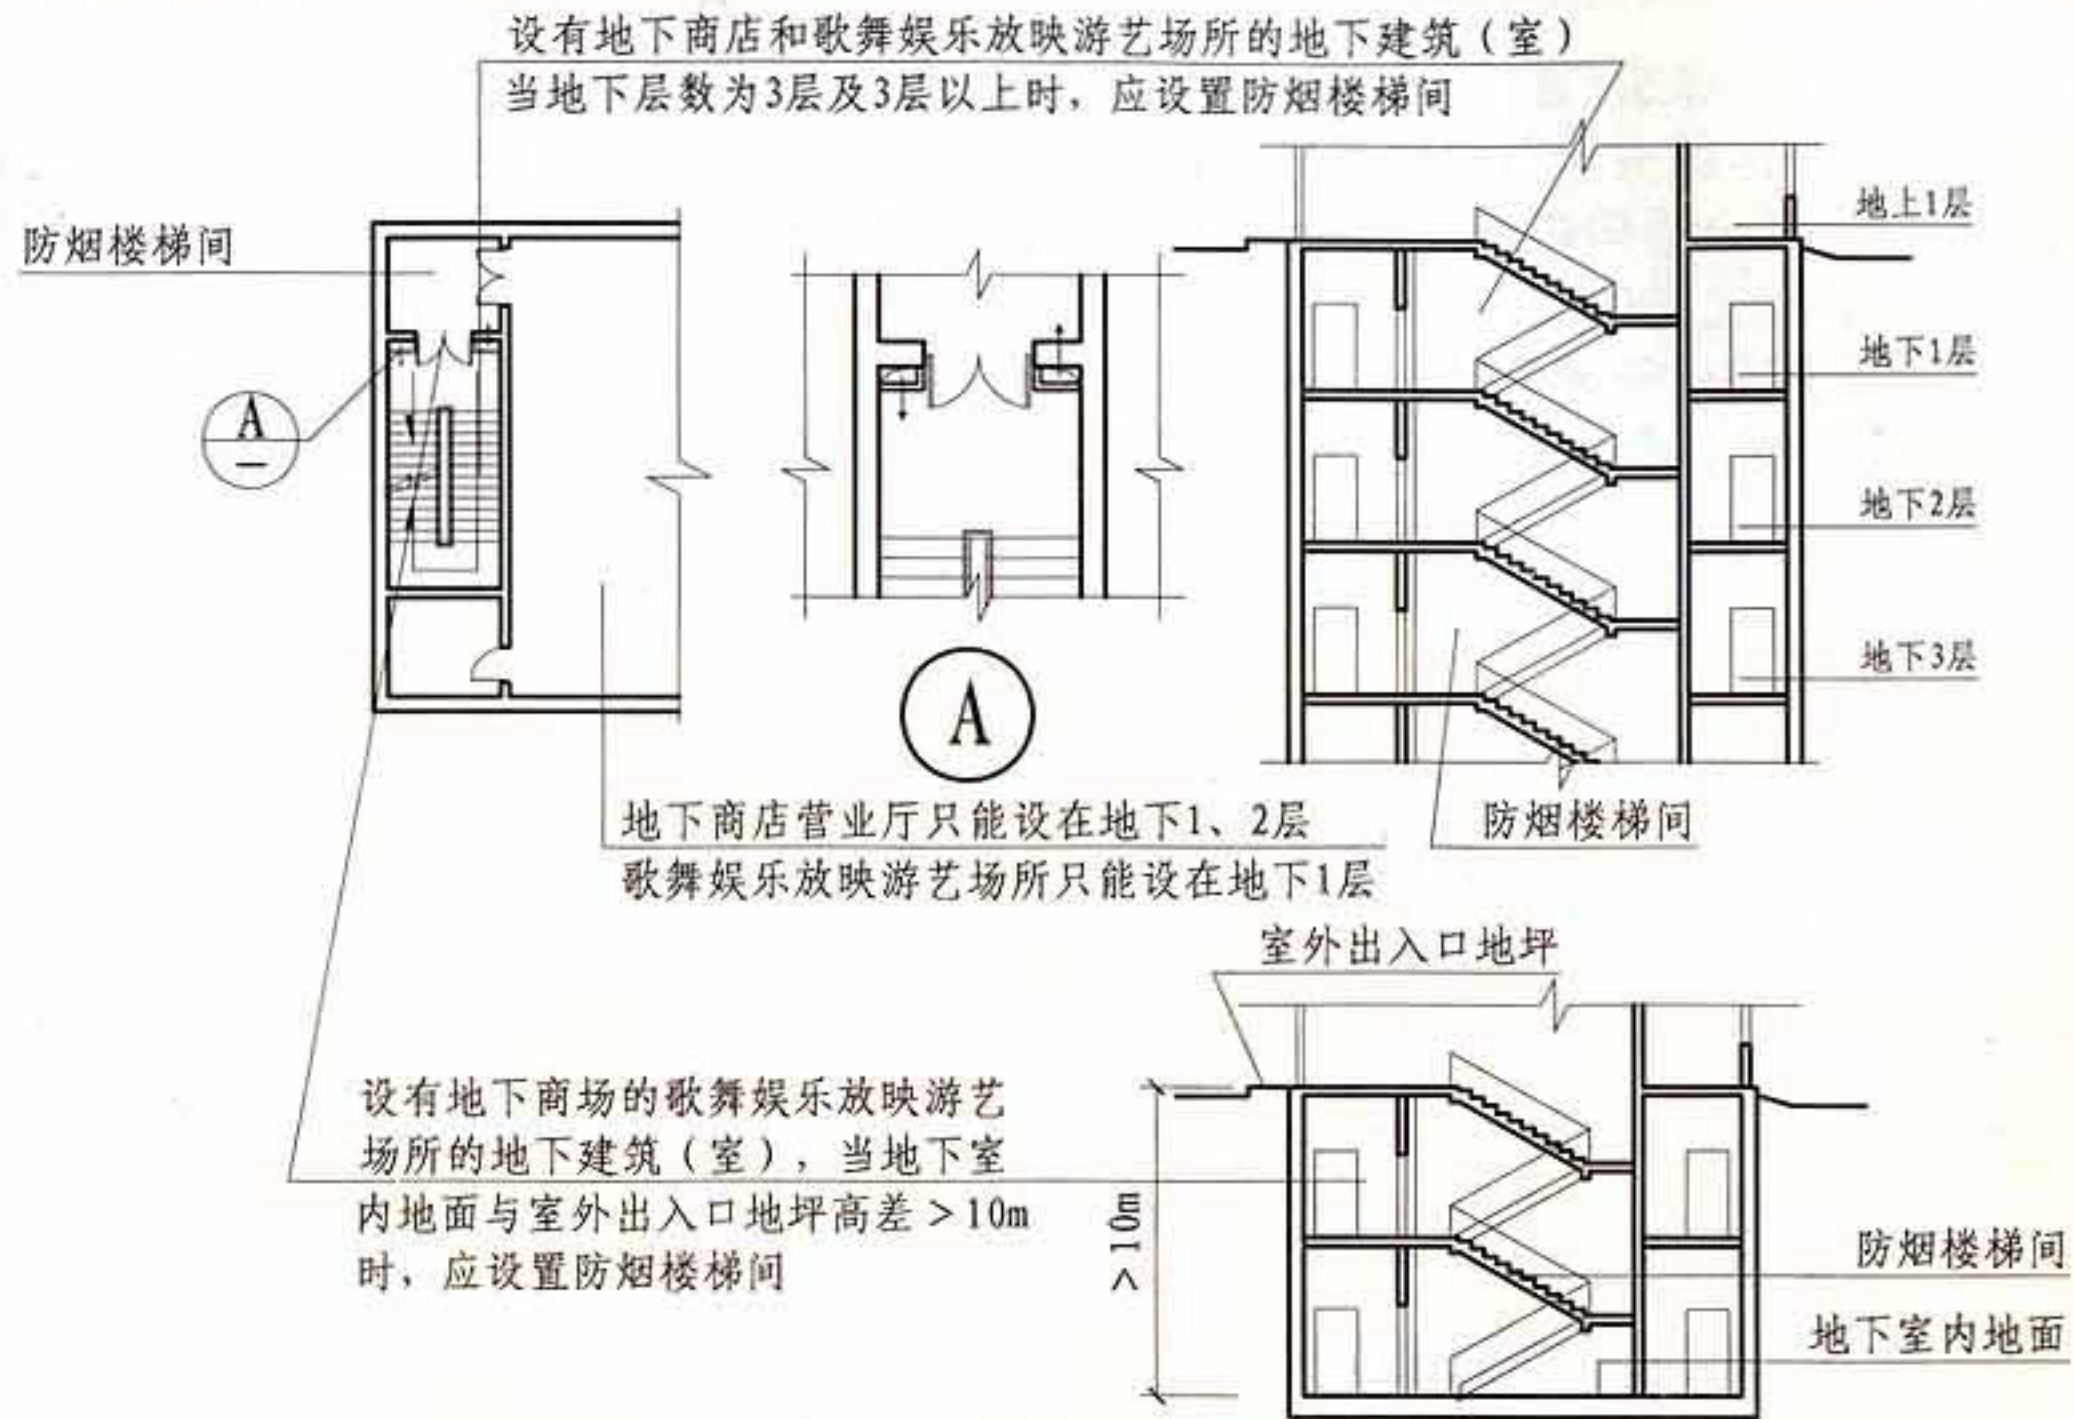 设有地下商店和歌舞娱乐放映游艺场所的地下建筑（室）
当地下层数为3层及3层以上时，应设置防烟楼梯间
防烟楼梯间
A
A
地上1层
地下1层
地下2层
地下3层
防烟楼梯间
地下商店营业厅只能设在地下1、2层
歌舞娱乐放映游艺场所只能设在地下1层
室外出入口地坪
设有地下商场的歌舞娱乐放映游艺
场所的地下建筑（室），当地下室
内地面与室外出入口地坪高差＞10m
时，应设置防烟楼梯间
＞10m
防烟楼梯间
地下室内地面